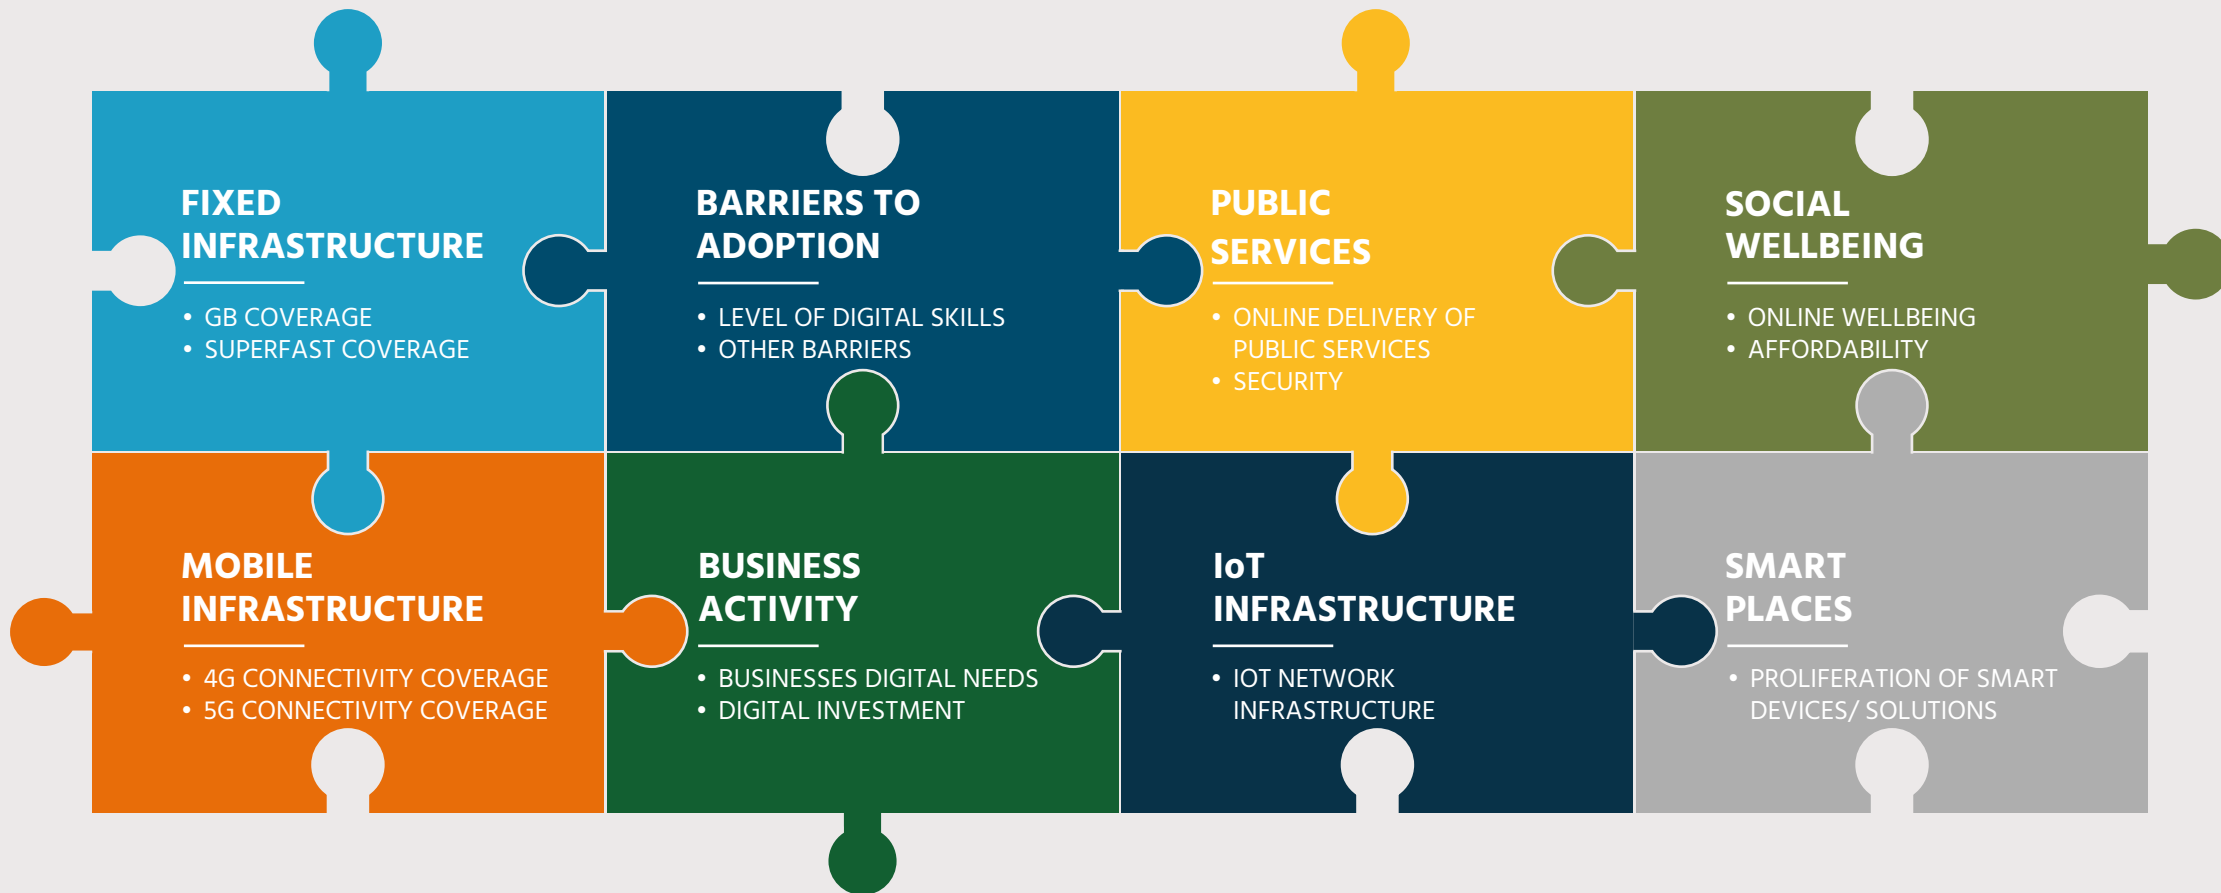 FIXED
INFRASTRUCTURE
• GB COVERAGE
• SUPERFAST COVERAGE
BARRIERS TO
ADOPTION
• LEVEL OF DIGITAL SKILLS
• OTHER BARRIERS
PUBLIC
SERVICES
• ONLINE DELIVERY OF
PUBLIC SERVICES
• SECURITY
SOCIAL
WELLBEING
• ONLINE WELLBEING
• AFFORDABILITY
MOBILE
INFRASTRUCTURE
• 4G CONNECTIVITY COVERAGE
• 5G CONNECTIVITY COVERAGE
BUSINESS
ACTIVITY
• BUSINESSES DIGITAL NEEDS
• DIGITAL INVESTMENT
IoT
INFRASTRUCTURE
• IOT NETWORK
INFRASTRUCTURE
SMART
PLACES
• PROLIFERATION OF SMART
DEVICES/ SOLUTIONS